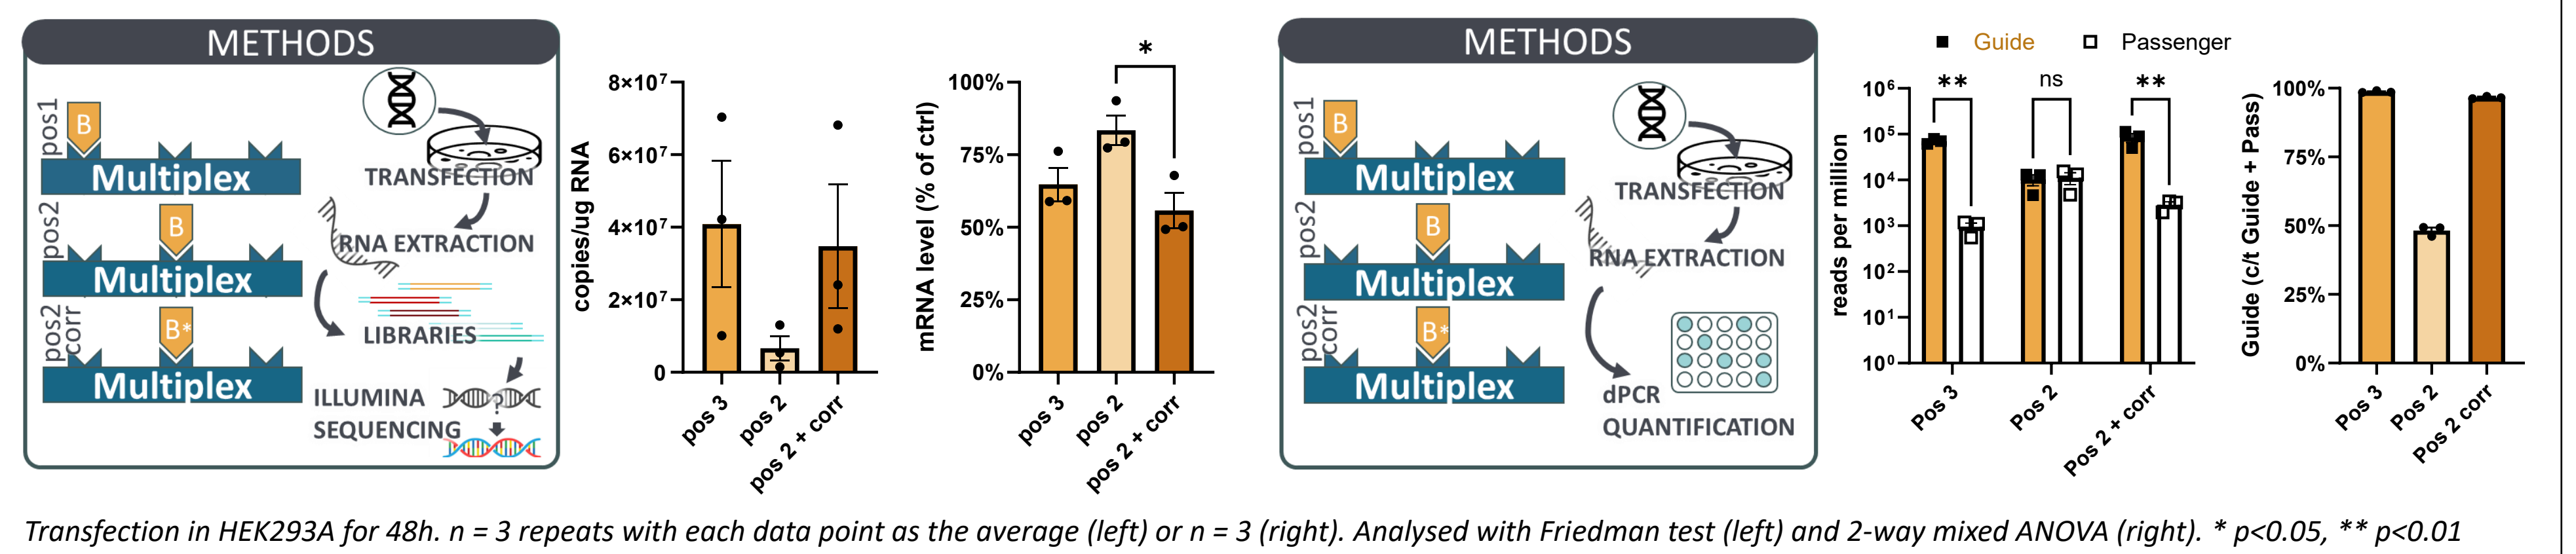 METHODS
pos1
B
Multiplex
pos2
B
Multiplex
pos2
corr
B*
Multiplex
TRANSFECTION
RNA EXTRACTION
LIBRARIES
ILLUMINA
SEQUENCING
?
copies/ug RNA
8×10⁷
6×10⁷
4×10⁷
2×10⁷
0
pos 3
pos 2
pos 2 + corr
mRNA level (% of ctrl)
100%
75%
50%
25%
0%
*
pos 3
pos 2
pos 2 + corr
METHODS
pos1
B
Multiplex
pos2
B
Multiplex
pos2
corr
B*
Multiplex
TRANSFECTION
RNA EXTRACTION
dPCR
QUANTIFICATION
Guide
Passenger
reads per million
10⁶
10⁵
10⁴
10³
10²
10¹
10⁰
**
ns
**
Pos 3
Pos 2
Pos 2 + corr
Guide (c/t Guide + Pass)
100%
75%
50%
25%
0%
Pos 3
Pos 2
Pos 2 corr
Transfection in HEK293A for 48h. n = 3 repeats with each data point as the average (left) or n = 3 (right). Analysed with Friedman test (left) and 2-way mixed ANOVA (right). * p<0.05, ** p<0.01